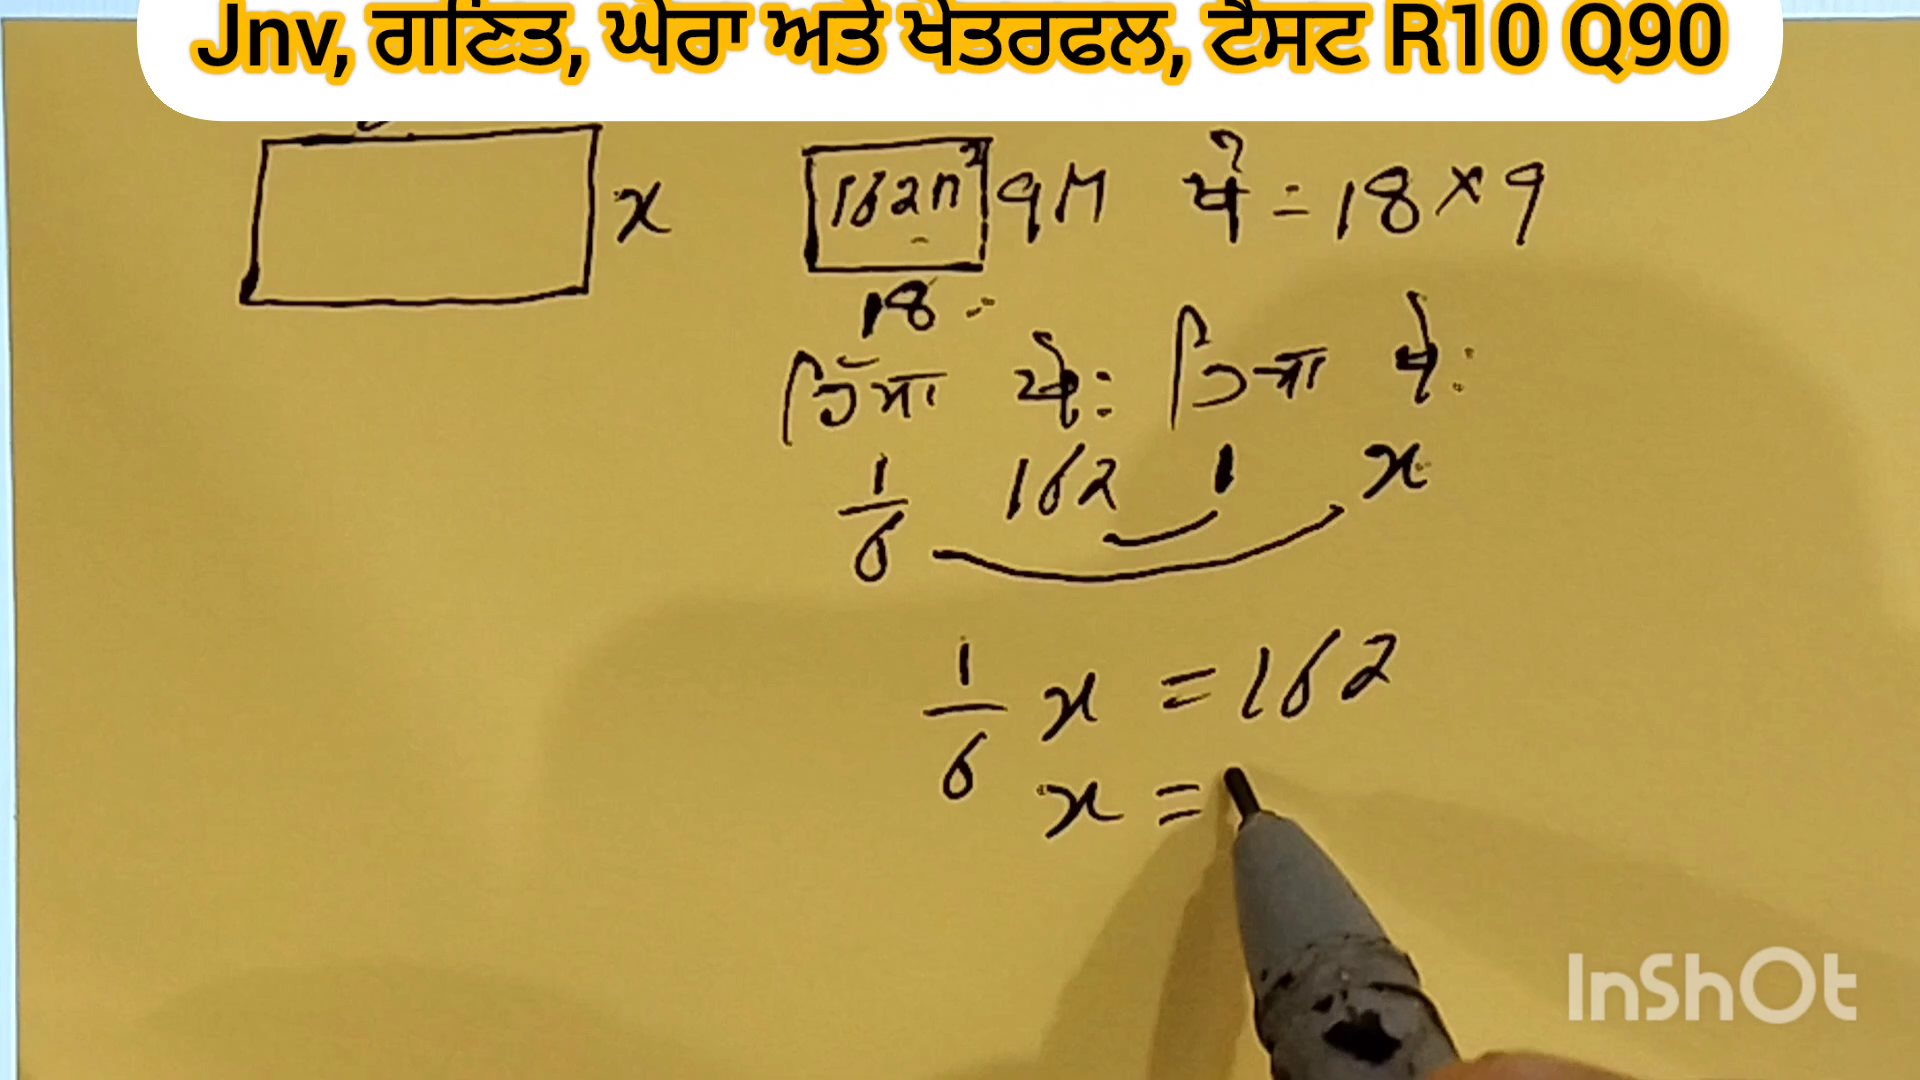 Jnv, ਗਣਿਤ, ਘੇਰਾ ਅਤੇ ਖੇਤਰਫਲ, ਟੈਸਟ R10 Q90
x 162M² 9M ਖੇ = 18 × 9
18
ਹਿੱਸਾ ਖੇ: ਹਿੱਸਾ ਖੇ:
1/6 162 1 x
1/6 x = 162
x =
InShOt